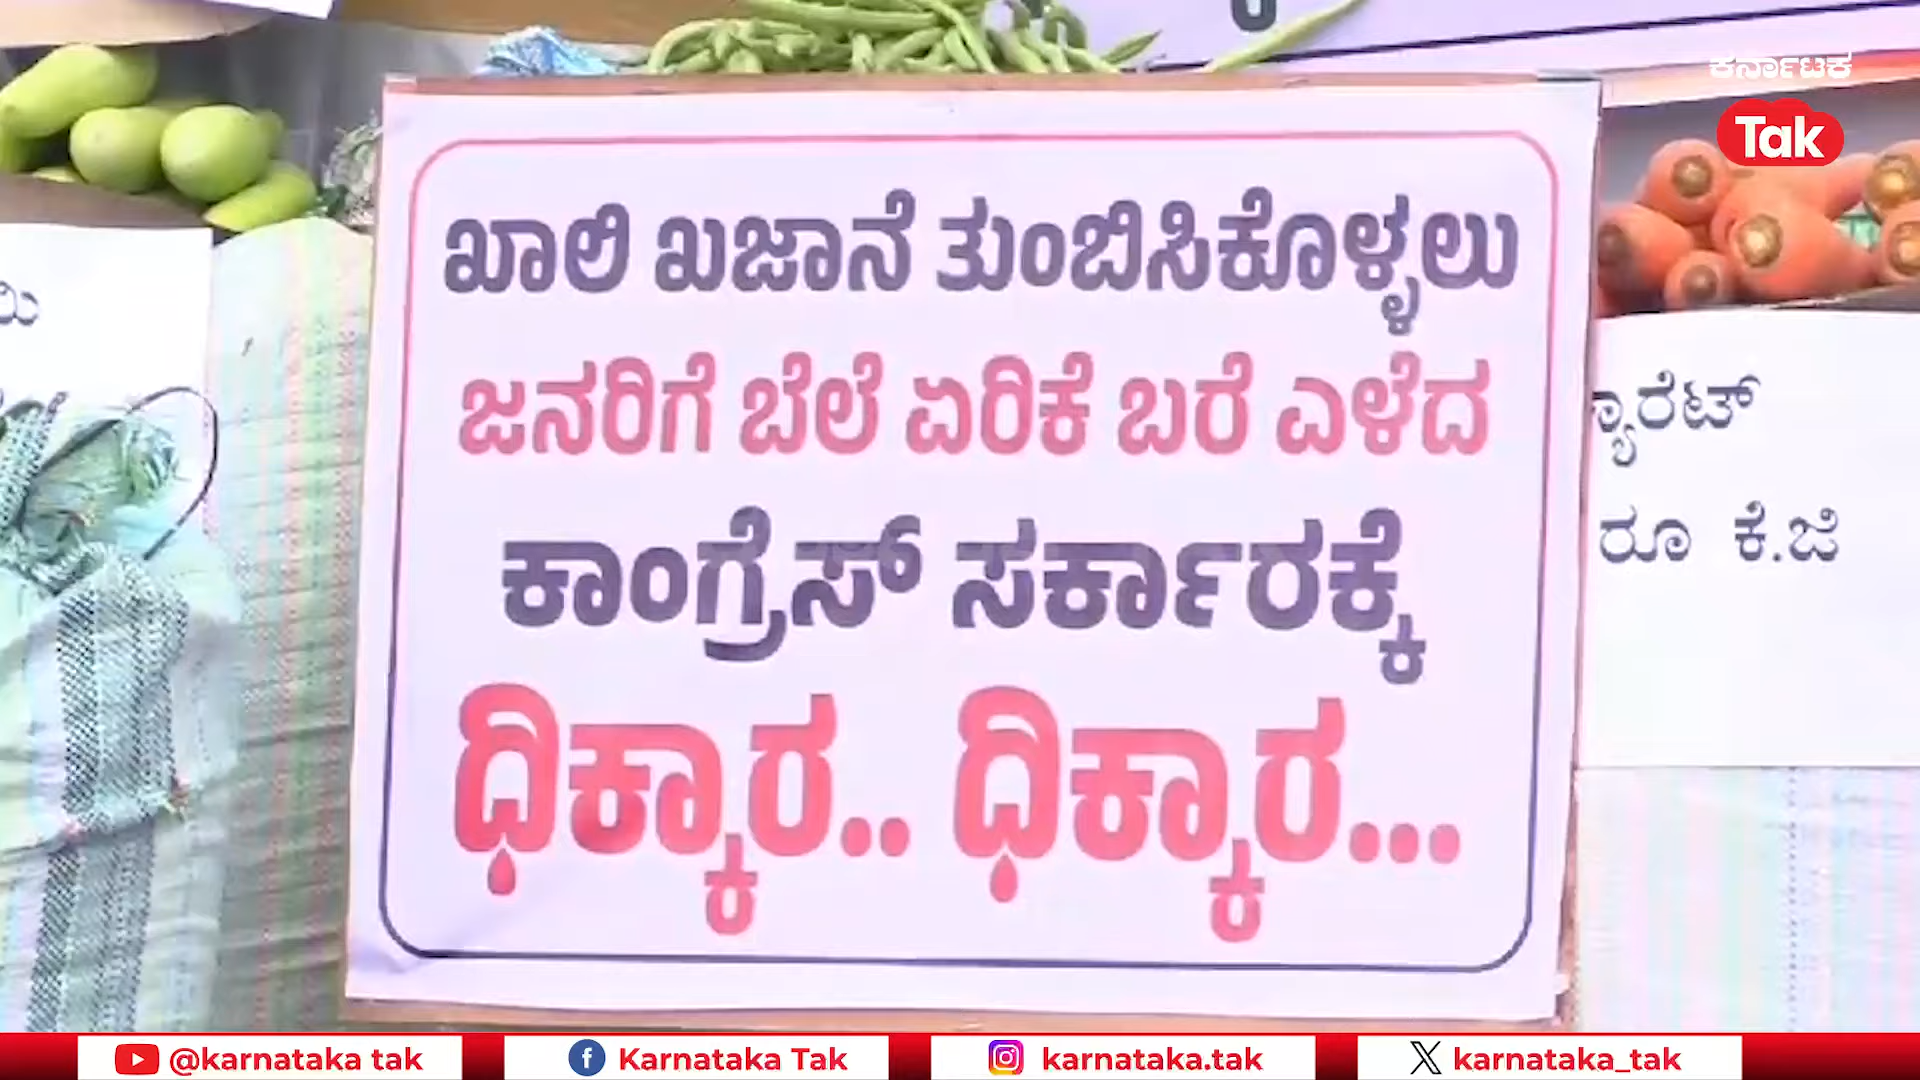 ಕರ್ನಾಟಕ
Tak
ಖಾಲಿ ಖಜಾನೆ ತುಂಬಿಸಿಕೊಳ್ಳಲು
ಜನರಿಗೆ ಬೆಲೆ ಏರಿಕೆ ಬರೆ ಎಳೆದ
ಕಾಂಗ್ರೆಸ್ ಸರ್ಕಾರಕ್ಕೆ
ಧಿಕ್ಕಾರ.. ಧಿಕ್ಕಾರ...
ರೂ ಕೆ.ಜಿ
@karnataka tak
Karnataka Tak
karnataka.tak
karnataka_tak